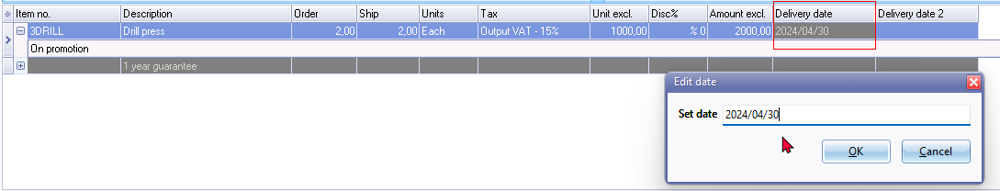 Item no. Description Order Ship Units Tax Unit excl. Disc% Amount excl. Delivery date Delivery date 2
3DRILL Drill press 2,00 2,00 Each Output VAT - 15% 1000,00 % 0 2000,00 2024/04/30
On promotion
1 year guarantee
Edit date
Set date 2024/04/30
OK Cancel